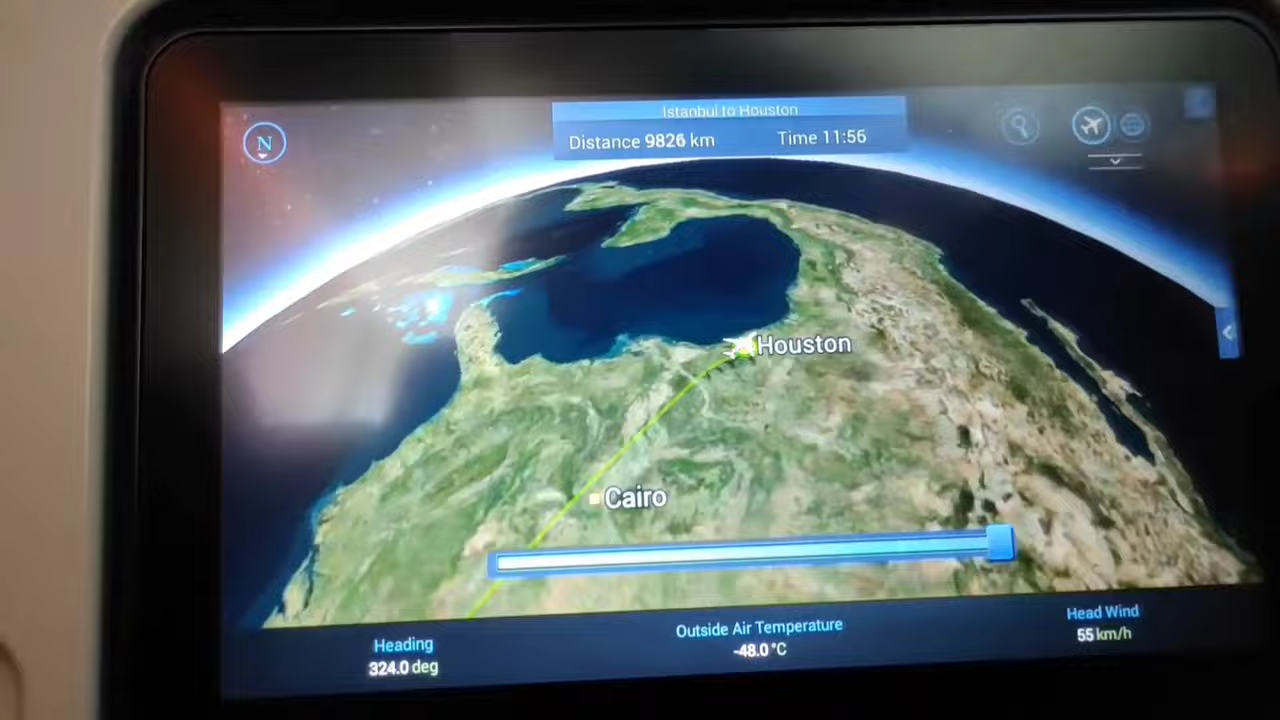 N
Istanbul to Houston
Distance 9826 km Time 11:56
Houston
Cairo
Heading
324.0 deg
Outside Air Temperature
-48.0 °C
Head Wind
55 km/h